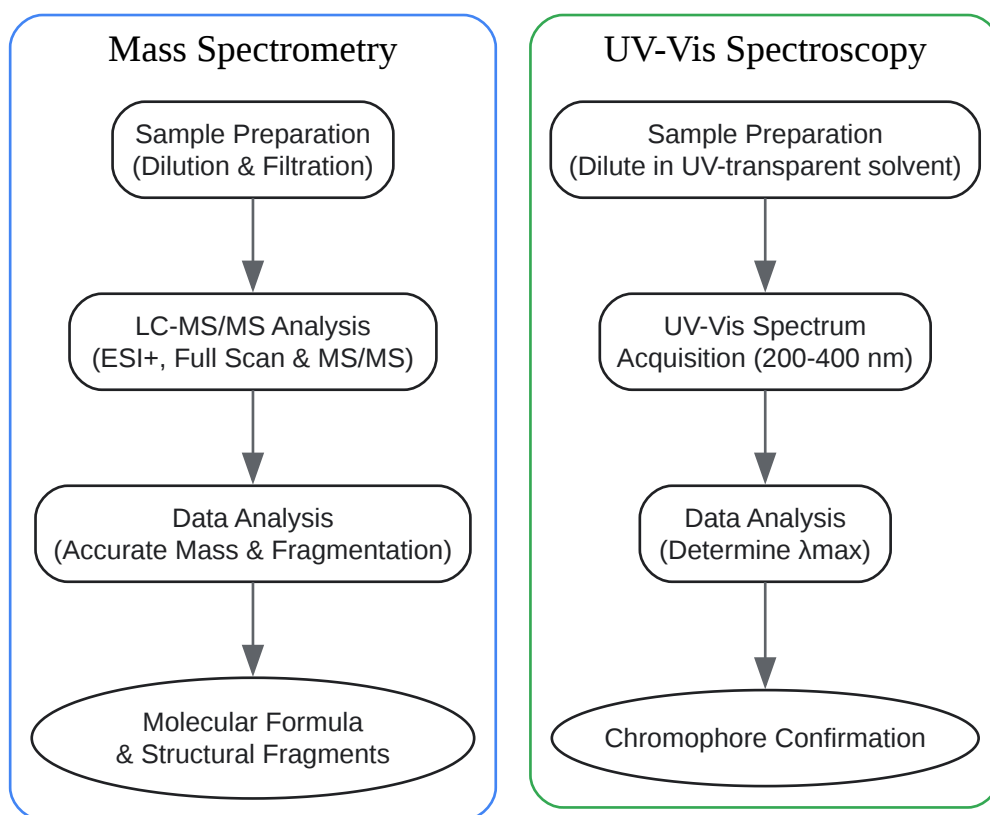 Mass Spectrometry
Sample Preparation
(Dilution & Filtration)
LC-MS/MS Analysis
(ESI+, Full Scan & MS/MS)
Data Analysis
(Accurate Mass & Fragmentation)
Molecular Formula
& Structural Fragments
UV-Vis Spectroscopy
Sample Preparation
(Dilute in UV-transparent solvent)
UV-Vis Spectrum
Acquisition (200-400 nm)
Data Analysis
(Determine λmax)
Chromophore Confirmation